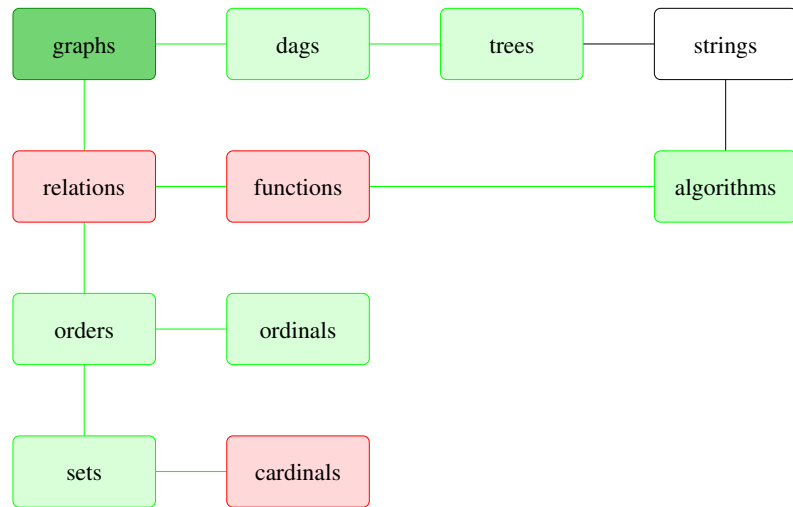 graphs dags trees strings
relations functions algorithms
orders ordinals
sets cardinals